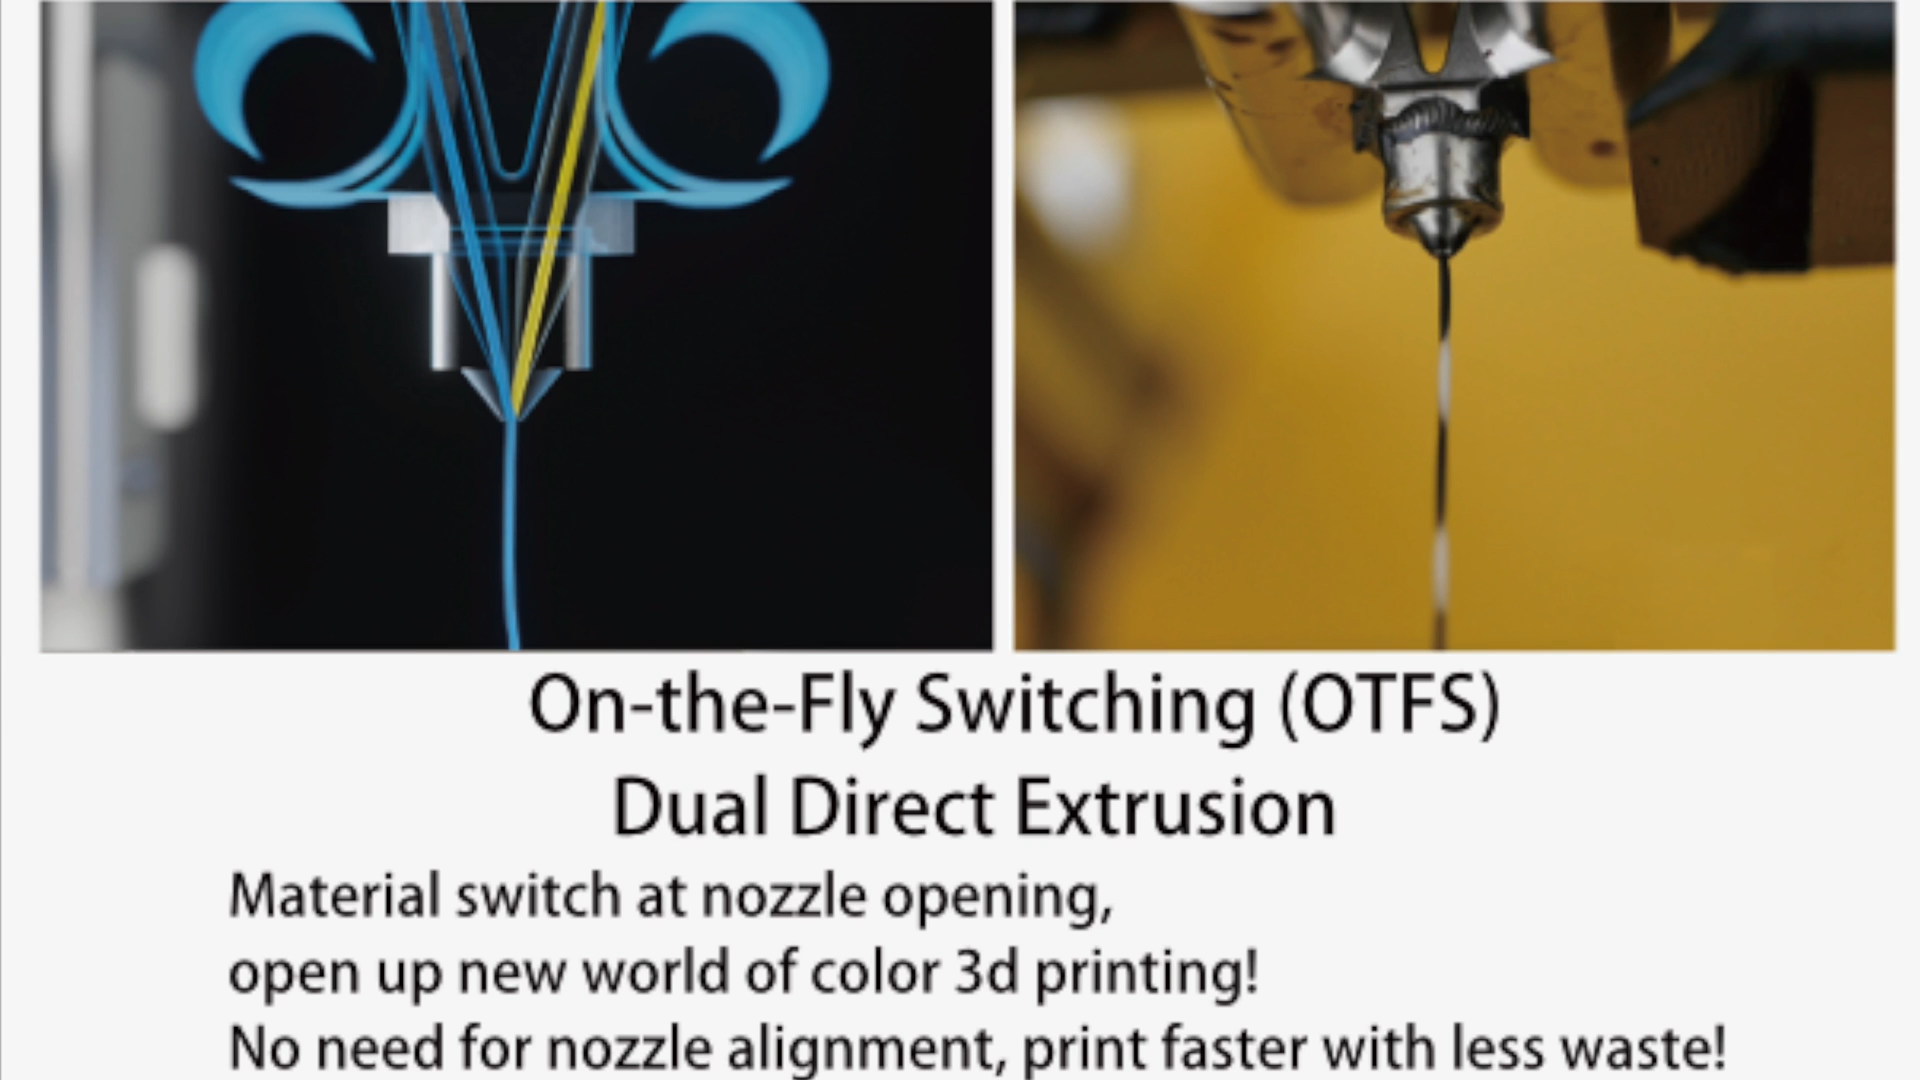 On-the-Fly Switching (OTFS)
Dual Direct Extrusion
Material switch at nozzle opening,
open up new world of color 3d printing!
No need for nozzle alignment, print faster with less waste!